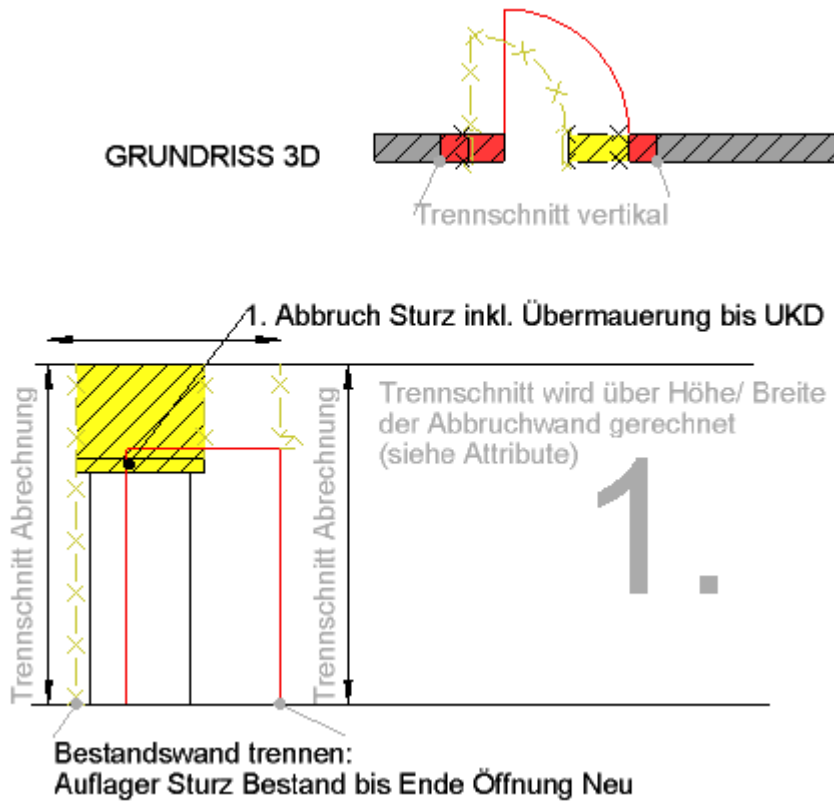 GRUNDRISS 3D
Trennschnitt vertikal
1. Abbruch Sturz inkl. Übermauerung bis UKD
Trennschnitt Abrechnung
Trennschnitt Abrechnung
Trennschnitt wird über Höhe/ Breite
der Abbruchwand gerechnet
(siehe Attribute)
1.
Bestandswand trennen:
Auflager Sturz Bestand bis Ende Öffnung Neu